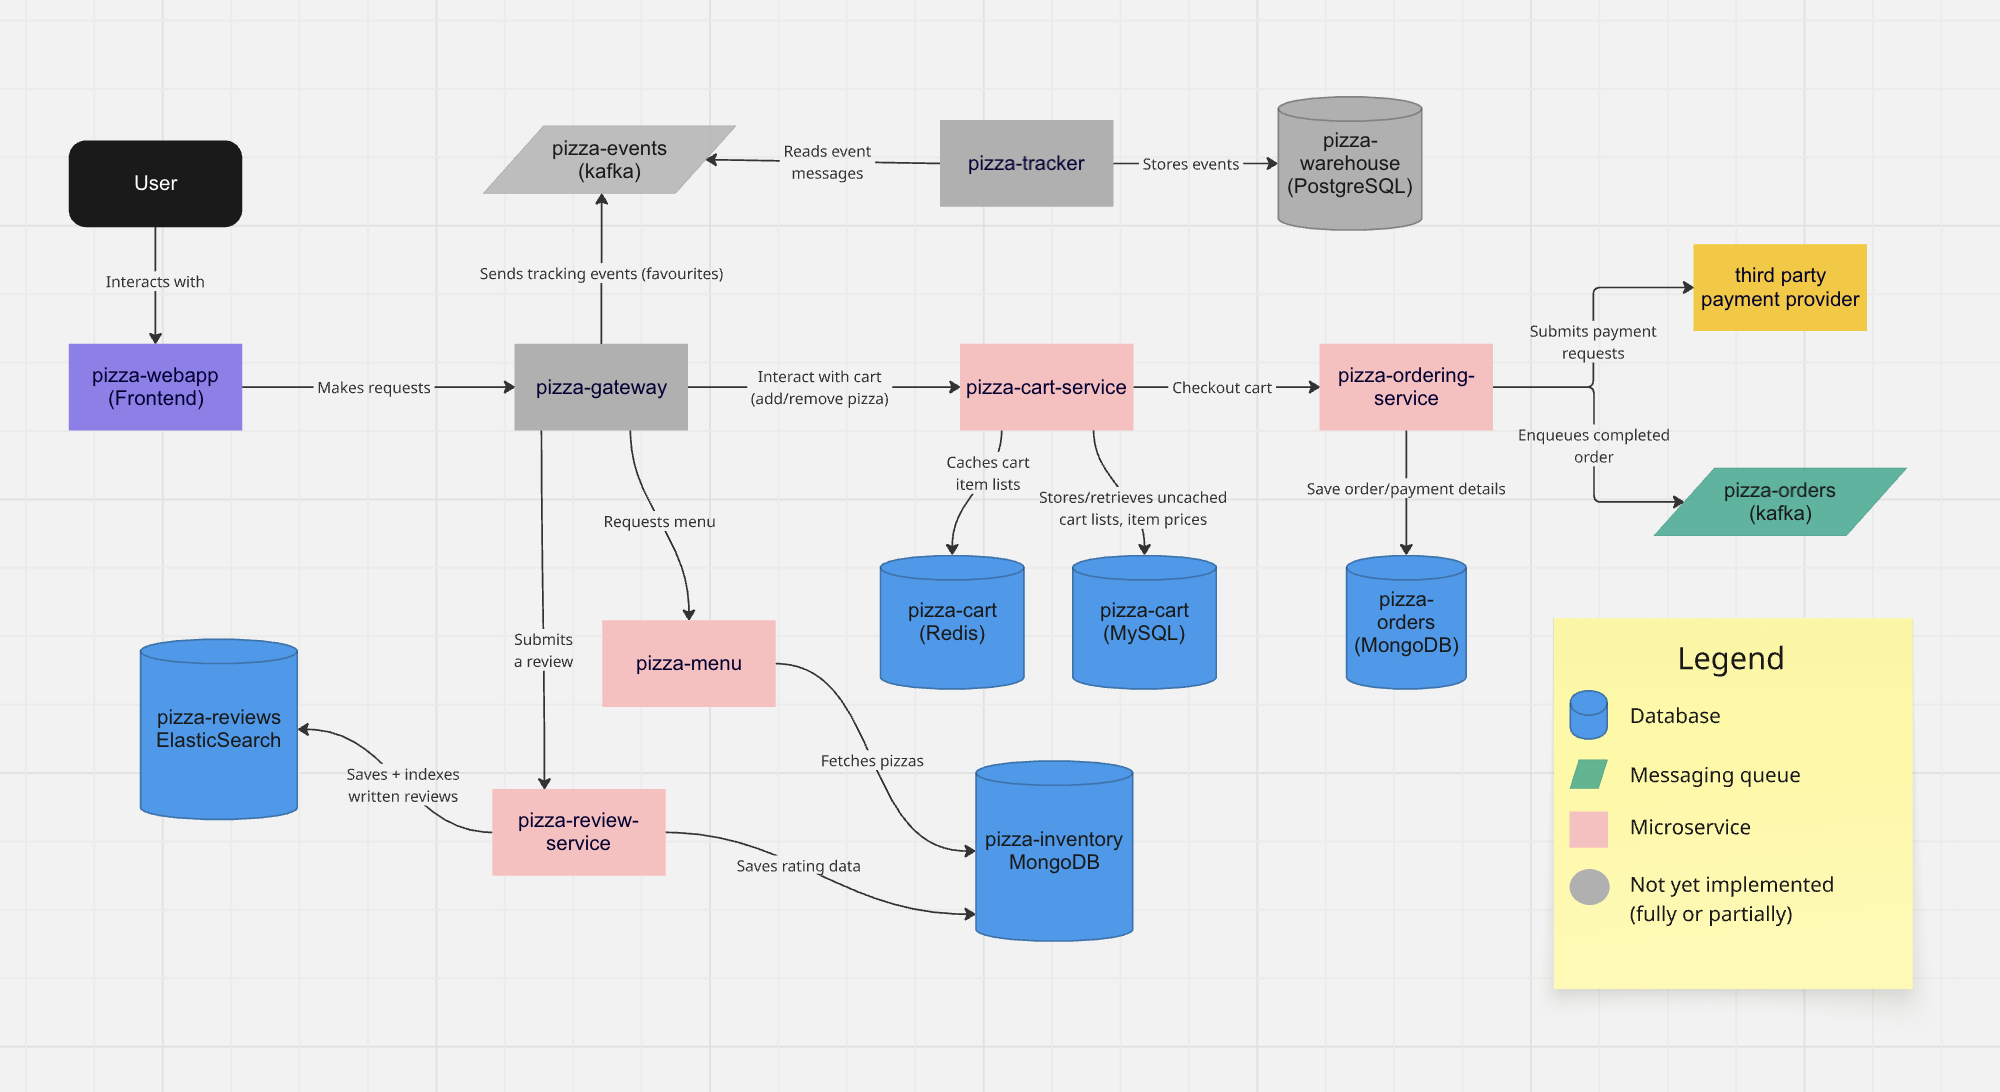 pizza-events
(kafka)
Reads event
messages
pizza-tracker
Stores events
pizza-
warehouse
(PostgreSQL)
User
Interacts with
Sends tracking events (favourites)
third party
payment provider
Submits payment
requests
pizza-webapp
(Frontend)
Makes requests
pizza-gateway
Interact with cart
(add/remove pizza)
pizza-cart-service
Checkout cart
pizza-ordering-
service
Enqueues completed
order
pizza-orders
(kafka)
Caches cart
item lists
Stores/retrieves uncached
cart lists, item prices
Save order/payment details
Requests menu
pizza-cart
(Redis)
pizza-cart
(MySQL)
pizza-
orders
(MongoDB)
Submits
a review
pizza-menu
pizza-reviews
ElasticSearch
Saves + indexes
written reviews
Fetches pizzas
pizza-review-
service
Saves rating data
pizza-inventory
MongoDB
Legend
Database
Messaging queue
Microservice
Not yet implemented
(fully or partially)